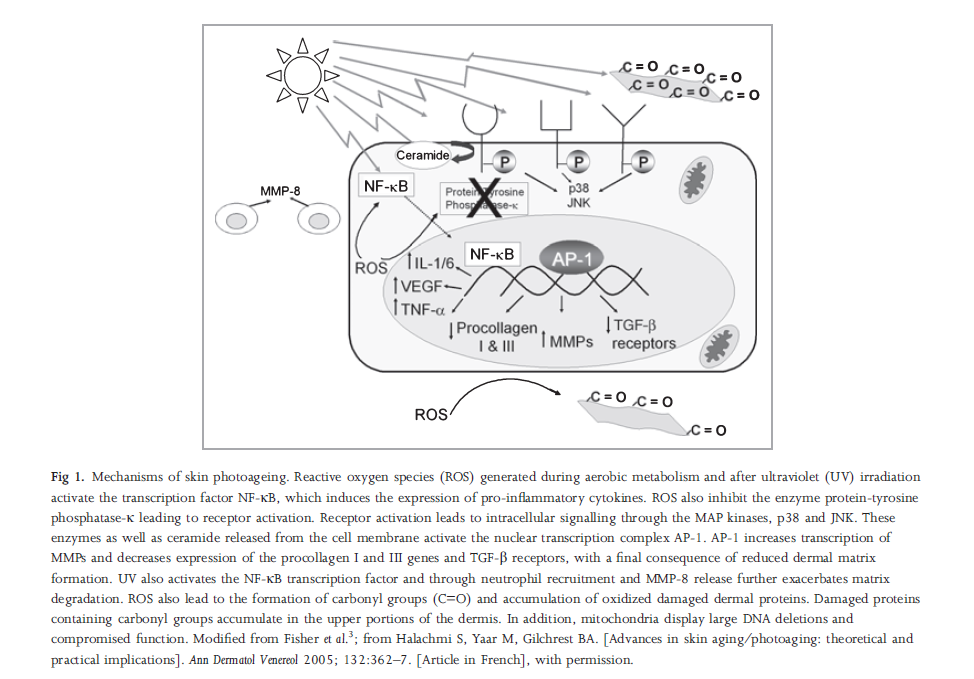 C = O
C = O
C = O
C = O
C = O
C = O
Ceramide
P
P
P
MMP-8
NF-κB
Protein-Tyrosine
Phosphatase-κ
p38
JNK
ROS
IL-1/6
NF-κB
AP-1
VEGF
TNF-α
Procollagen
I & III
MMPs
TGF-β
receptors
ROS
C = O
C = O
C = O
Fig 1. Mechanisms of skin photoageing. Reactive oxygen species (ROS) generated during aerobic metabolism and after ultraviolet (UV) irradiation
activate the transcription factor NF-κB, which induces the expression of pro-inflammatory cytokines. ROS also inhibit the enzyme protein-tyrosine
phosphatase-κ leading to receptor activation. Receptor activation leads to intracellular signalling through the MAP kinases, p38 and JNK. These
enzymes as well as ceramide released from the cell membrane activate the nuclear transcription complex AP-1. AP-1 increases transcription of
MMPs and decreases expression of the procollagen I and III genes and TGF-β receptors, with a final consequence of reduced dermal matrix
formation. UV also activates the NF-κB transcription factor and through neutrophil recruitment and MMP-8 release further exacerbates matrix
degradation. ROS also lead to the formation of carbonyl groups (C=O) and accumulation of oxidized damaged dermal proteins. Damaged proteins
containing carbonyl groups accumulate in the upper portions of the dermis. In addition, mitochondria display large DNA deletions and
compromised function. Modified from Fisher et al.3; from Halachmi S, Yaar M, Gilchrest BA. [Advances in skin aging/photoaging: theoretical and
practical implications]. Ann Dermatol Venereol 2005; 132:362–7. [Article in French], with permission.